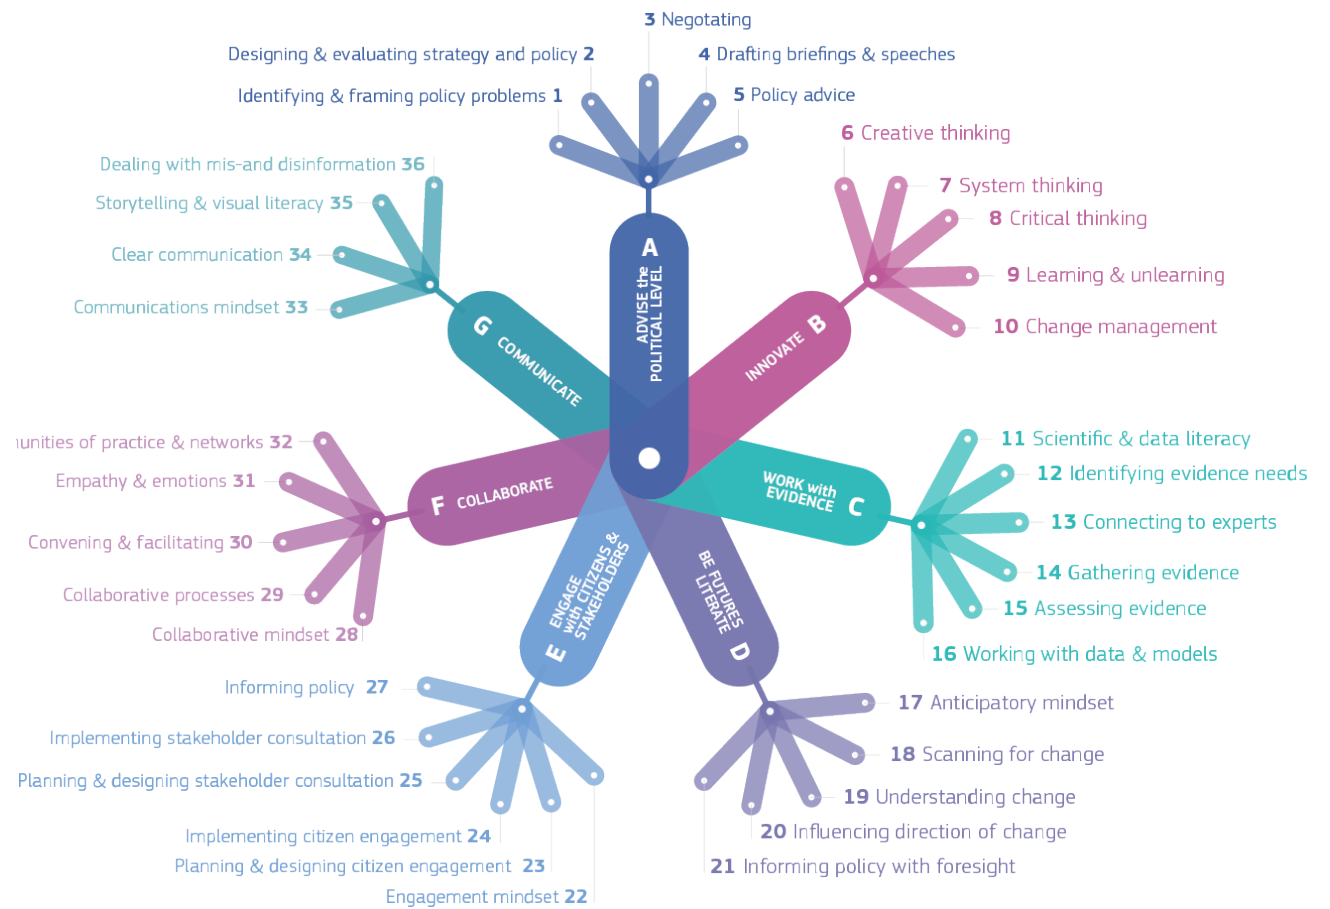 3 Negotating
Designing & evaluating strategy and policy 2
4 Drafting briefings & speeches
Identifying & framing policy problems 1
5 Policy advice
6 Creative thinking
7 System thinking
8 Critical thinking
9 Learning & unlearning
10 Change management
Dealing with mis-and disinformation 36
Storytelling & visual literacy 35
Clear communication 34
Communications mindset 33
A
ADVISE the
POLITICAL LEVEL
B
INNOVATE
G
COMMUNICATE
11 Scientific & data literacy
12 Identifying evidence needs
13 Connecting to experts
14 Gathering evidence
15 Assessing evidence
16 Working with data & models
WORK with
EVIDENCE
C
F
COLLABORATE
of practice & networks 32
Empathy & emotions 31
Convening & facilitating 30
Collaborative processes 29
Collaborative mindset 28
ENGAGE
with CITIZENS &
STAKEHOLDERS
E
BE FUTURES
LITERATE
D
Informing policy 27
Implementing stakeholder consultation 26
Planning & designing stakeholder consultation 25
Implementing citizen engagement 24
Planning & designing citizen engagement 23
Engagement mindset 22
17 Anticipatory mindset
18 Scanning for change
19 Understanding change
20 Influencing direction of change
21 Informing policy with foresight